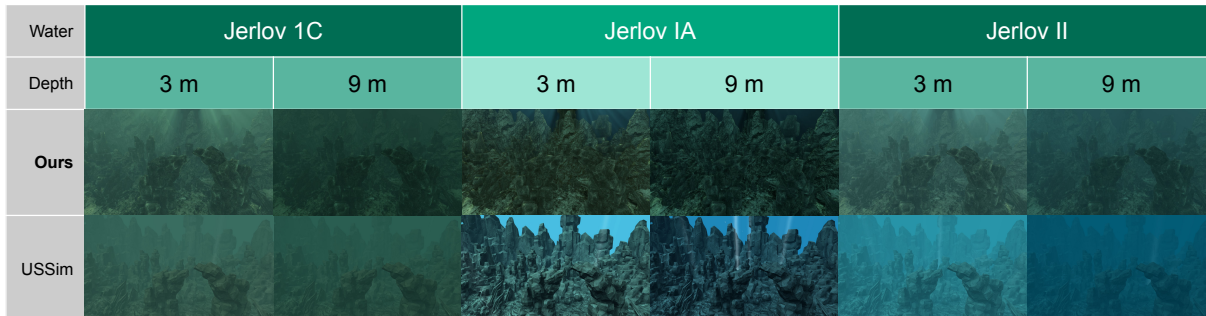 Water Jerlov 1C Jerlov IA Jerlov II
Depth 3 m 9 m 3 m 9 m 3 m 9 m
Ours
USSim